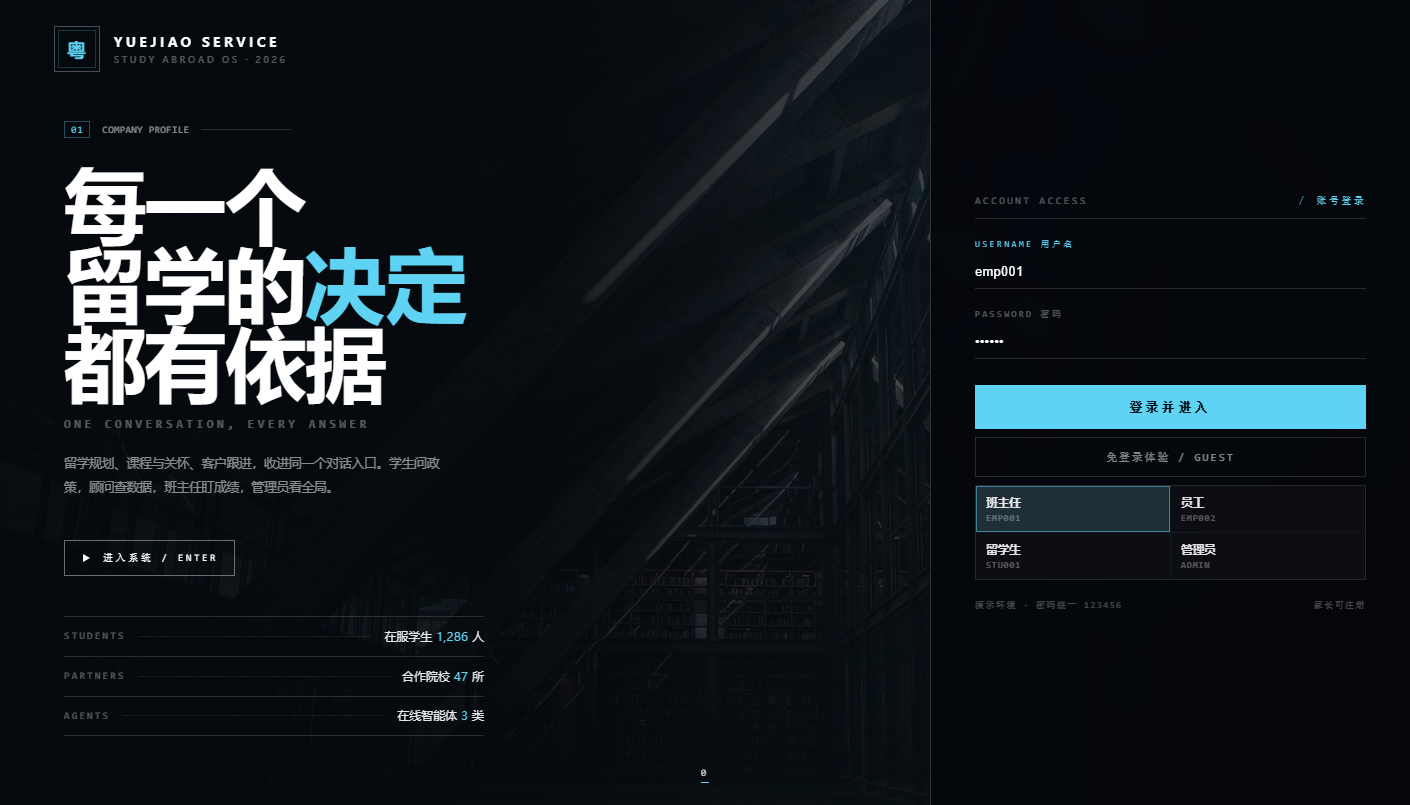 粤
YUEJIAO SERVICE
STUDY ABROAD OS · 2026
01 COMPANY PROFILE
每一个
留学的决定
都有依据
ONE CONVERSATION, EVERY ANSWER
留学规划、课程与关怀、客户跟进，收进同一个对话入口。学生问政
策，顾问查数据，班主任盯成绩，管理员看全局。
▶ 进入系统 / ENTER
STUDENTS 在服学生 1,286 人
PARTNERS 合作院校 47 所
AGENTS 在线智能体 3 类
0
ACCOUNT ACCESS / 账号登录
USERNAME 用户名
emp001
PASSWORD 密码
••••••
登录并进入
免登录体验 / GUEST
班主任 员工
EMP001 EMP002
留学生 管理员
STU001 ADMIN
演示环境 · 密码统一 123456 家长可注册